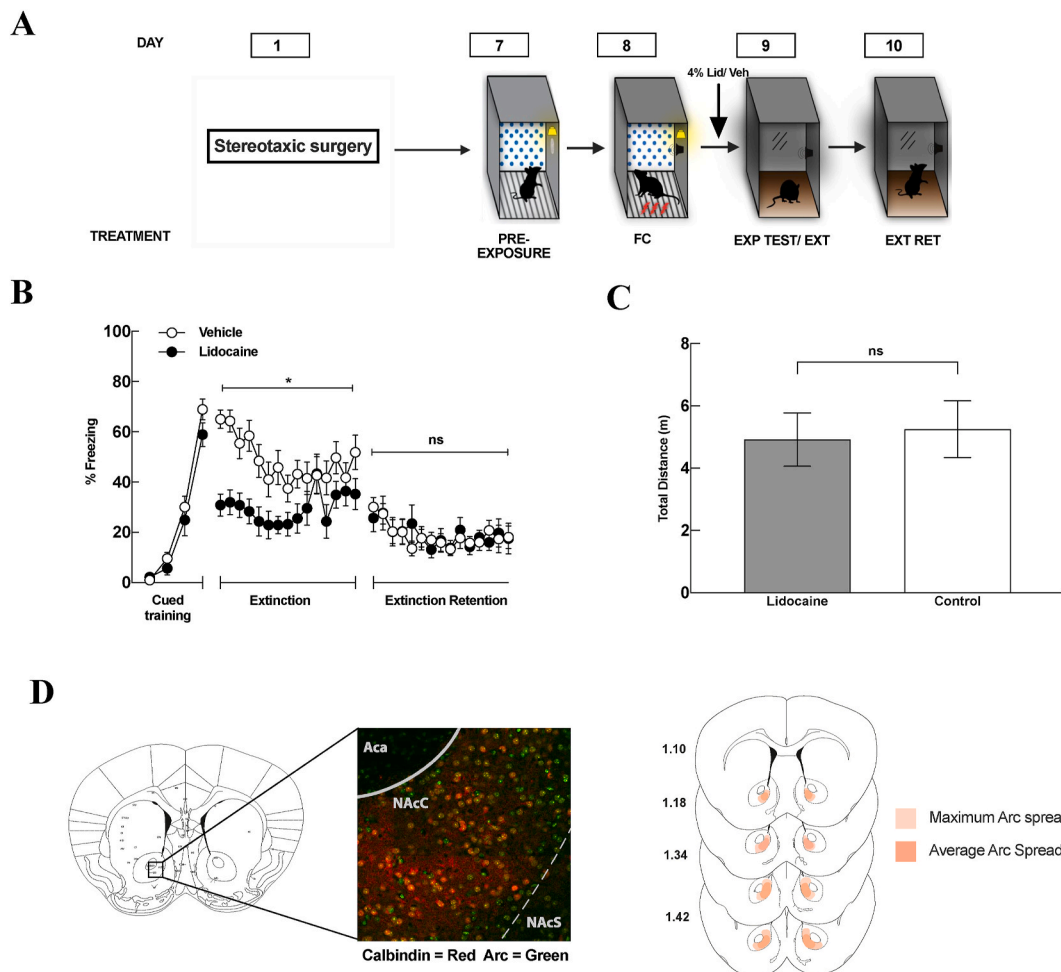 A
DAY
1
7
8
9
10
4% Lid/ Veh
Stereotaxic surgery
TREATMENT
PRE-
EXPOSURE
FC
EXP TEST/ EXT
EXT RET
B
Vehicle
Lidocaine
100
80
60
40
20
0
% Freezing
*
ns
Cued
training
Extinction
Extinction Retention
C
8
6
4
2
0
Total Distance (m)
ns
Lidocaine
Control
D
Aca
NAcC
NAcS
Calbindin = Red Arc = Green
1.10
1.18
1.34
1.42
Maximum Arc sprea
Average Arc Spread